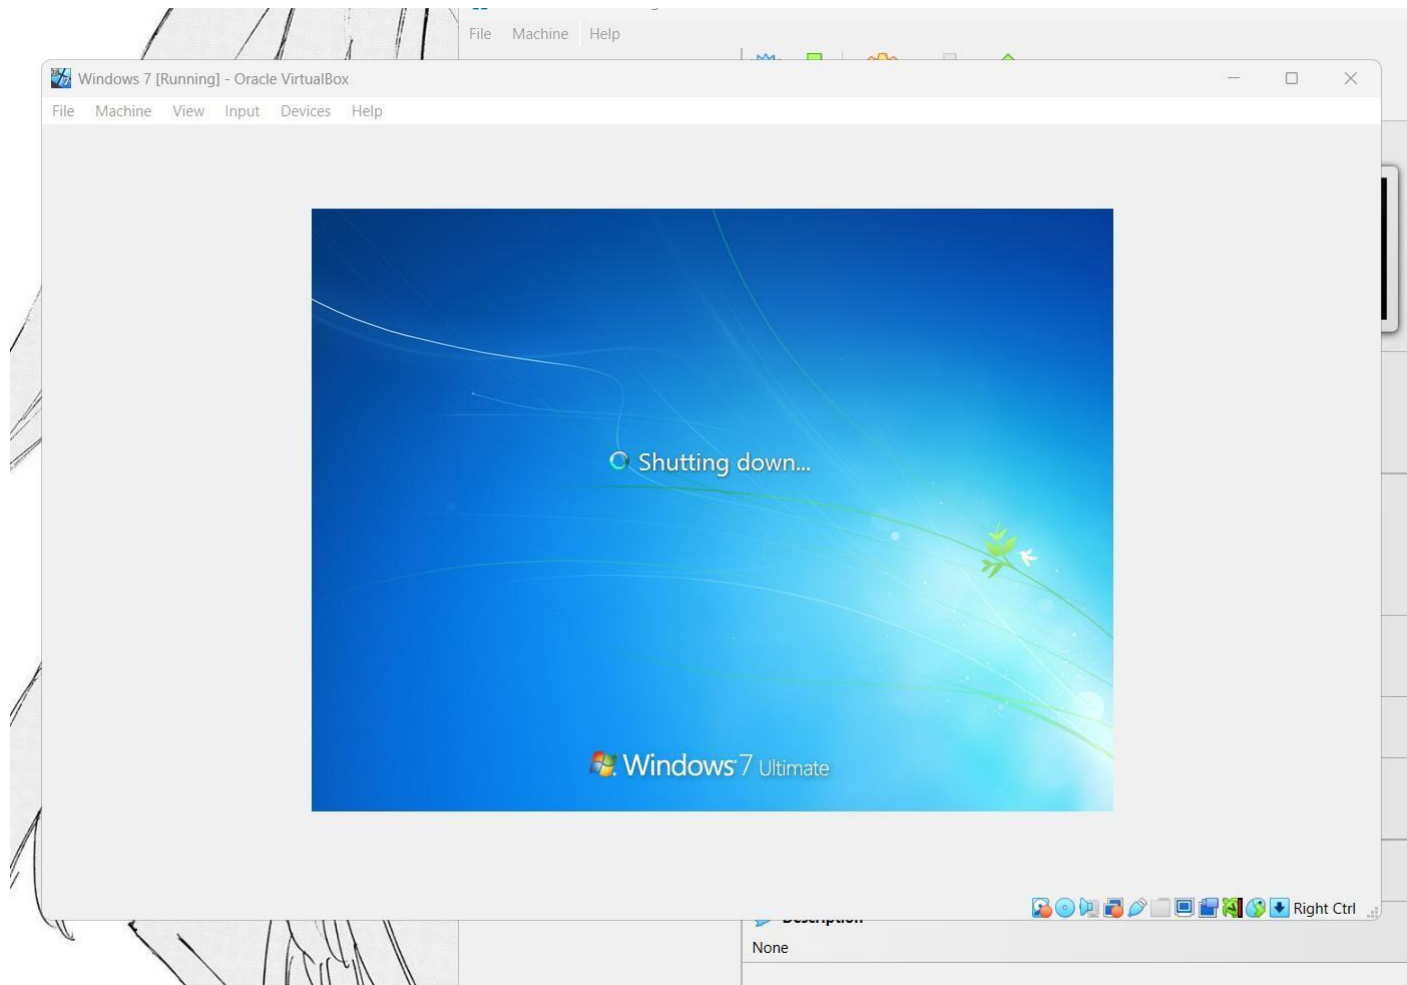 File Machine Help
Windows 7 [Running] - Oracle VirtualBox
File Machine View Input Devices Help
Shutting down...
Windows 7 Ultimate
Right Ctrl
Description
None